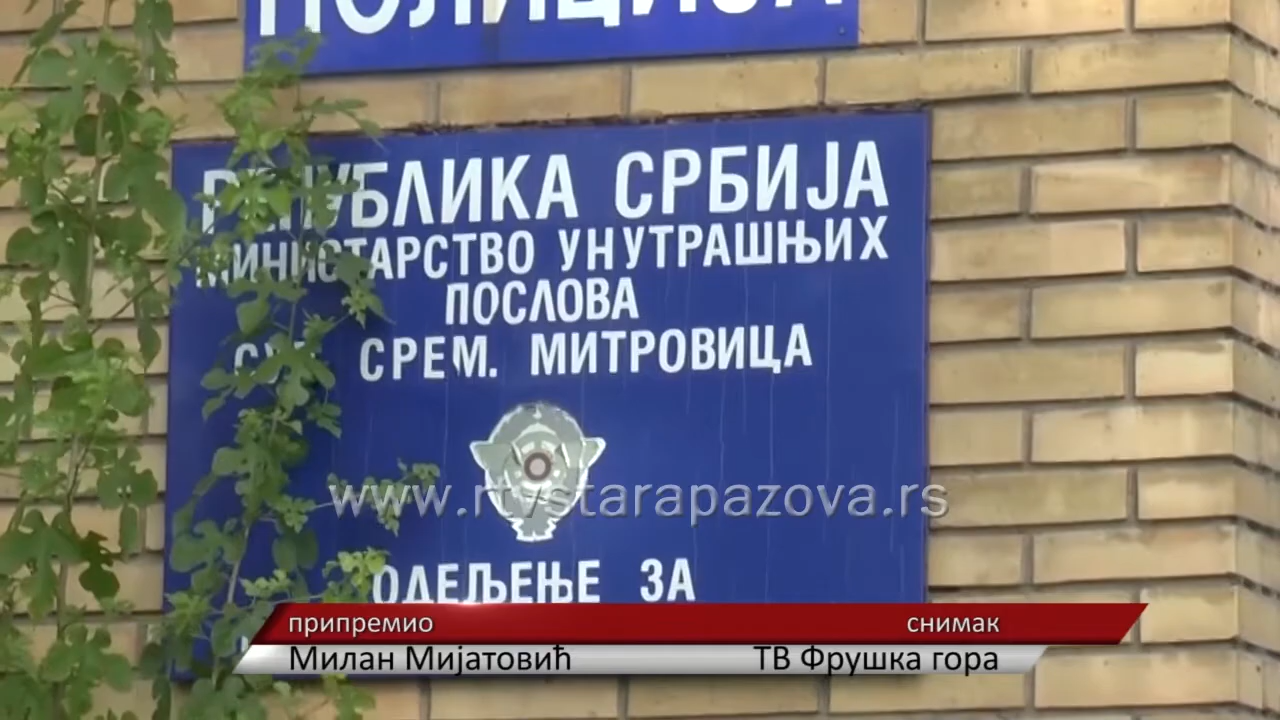 ПОЛИЦИЈА
РЕПУБЛИКА СРБИЈА
МИНИСТАРСТВО УНУТРАШЊИХ
ПОСЛОВА
СРЕМ. МИТРОВИЦА
www.rtvstarapazova.rs
ОДЕЉЕЊЕ ЗА
припремио снимак
Милан Мијатовић ТВ Фрушка гора